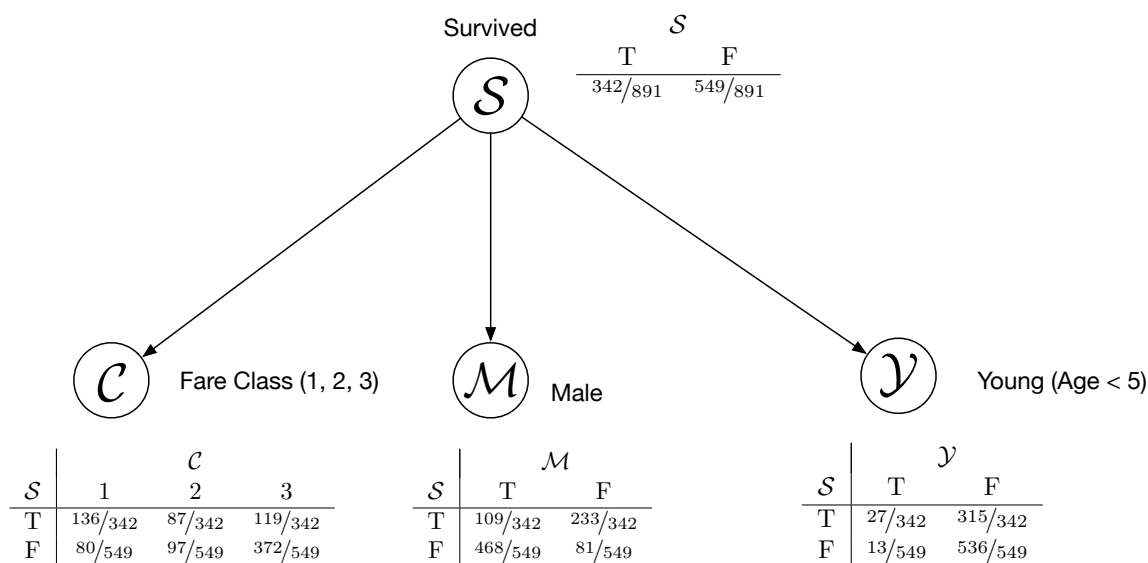 Survived
𝒮
T F
342/891 549/891
𝒮
𝒞
Fare Class (1, 2, 3)
ℳ
Male
𝒴
Young (Age < 5)
𝒞
𝒮 1 2 3
T 136/342 87/342 119/342
F 80/549 97/549 372/549
ℳ
𝒮 T F
T 109/342 233/342
F 468/549 81/549
𝒴
𝒮 T F
T 27/342 315/342
F 13/549 536/549